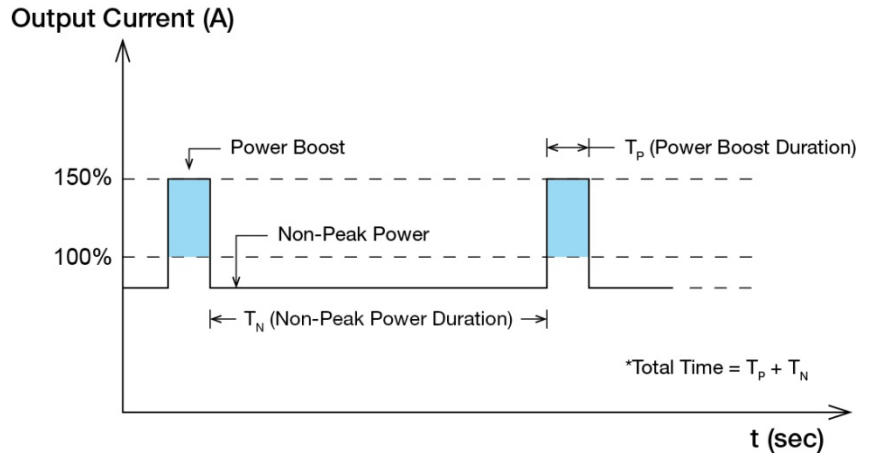 Output Current (A)
Power Boost
T_P (Power Boost Duration)
150%
Non-Peak Power
100%
T_N (Non-Peak Power Duration)
*Total Time = T_P + T_N
t (sec)